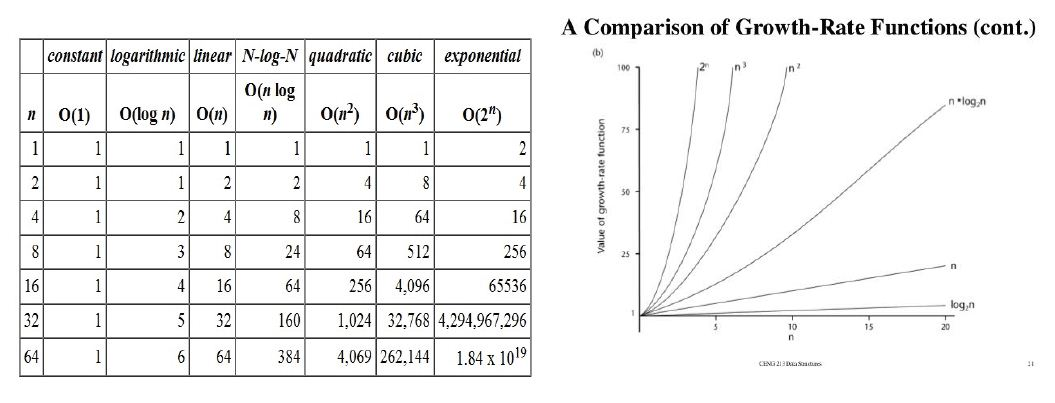 constant logarithmic linear N-log-N quadratic cubic exponential
n O(1) O(log n) O(n) O(n log n) O(n²) O(n³) O(2ⁿ)
1 1 1 1 1 1 1 2
2 1 1 2 2 4 8 4
4 1 2 4 8 16 64 16
8 1 3 8 24 64 512 256
16 1 4 16 64 256 4,096 65536
32 1 5 32 160 1,024 32,768 4,294,967,296
64 1 6 64 384 4,069 262,144 1.84 x 10¹⁹
A Comparison of Growth-Rate Functions (cont.)
(b)
100
75
50
25
1
Value of growth-rate function
2ⁿ
n³
n²
n*log₂n
n
log₂n
5 10 15 20
n
CENG 213 Data Structures
21